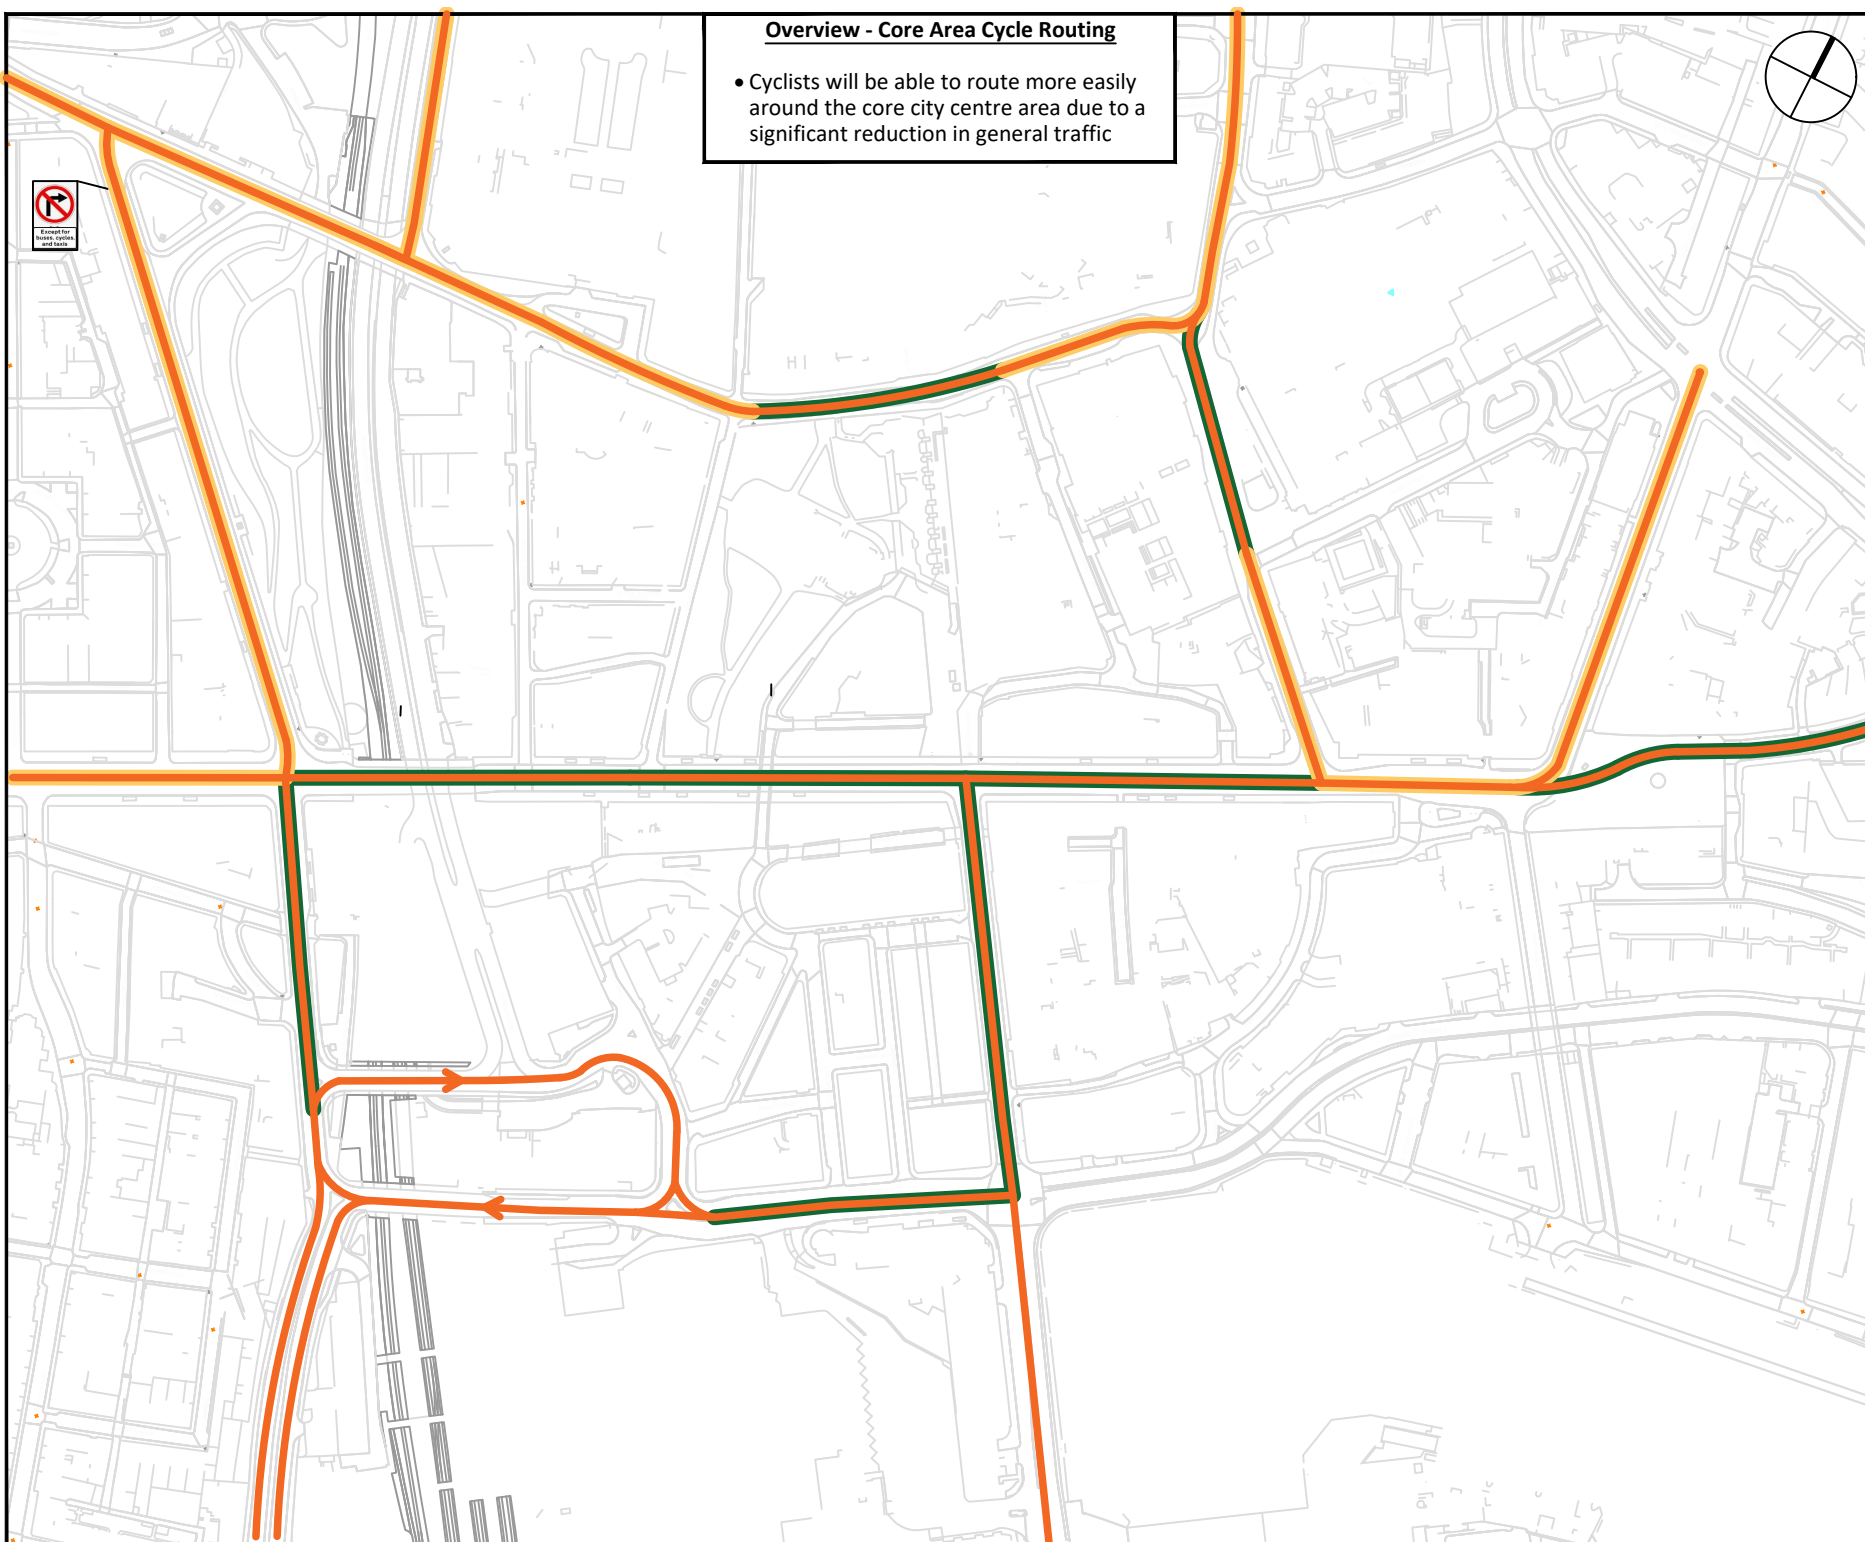 Overview - Core Area Cycle Routing
• Cyclists will be able to route more easily
around the core city centre area due to a
significant reduction in general traffic
Except for
buses, cycles,
and taxis